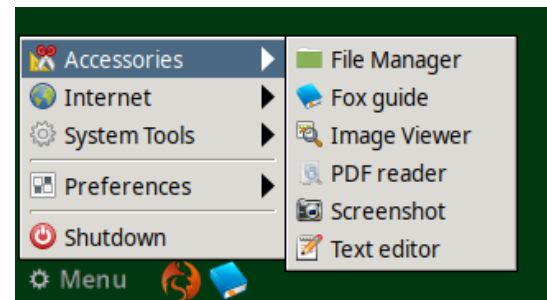 Accessories
Internet
System Tools
Preferences
Shutdown
Menu
File Manager
Fox guide
Image Viewer
PDF reader
Screenshot
Text editor